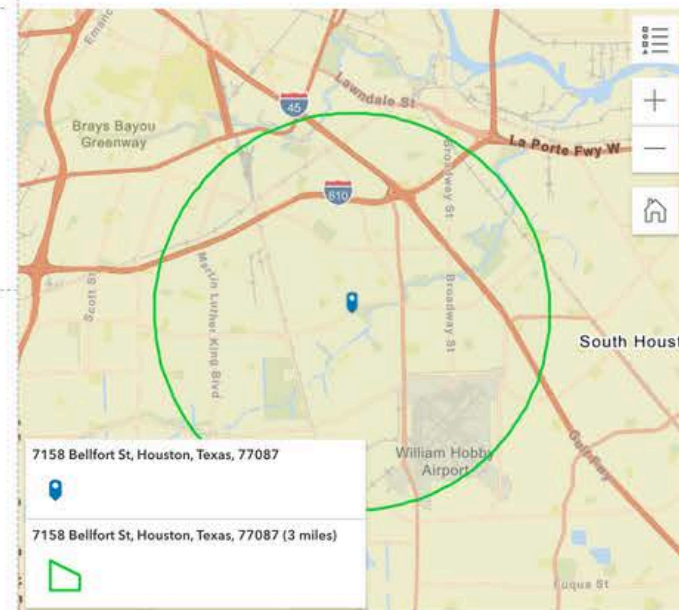 Emanc
45
Lawndale St
Brays Bayou
Greenway
Broadway St
La Porte Fwy W
610
Scott St
Martin Luther King Blvd
Broadway St
South Houst
7158 Bellfort St, Houston, Texas, 77087
William Hobby
Airport
Gulf Fwy
7158 Bellfort St, Houston, Texas, 77087 (3 miles)
Fuqua St